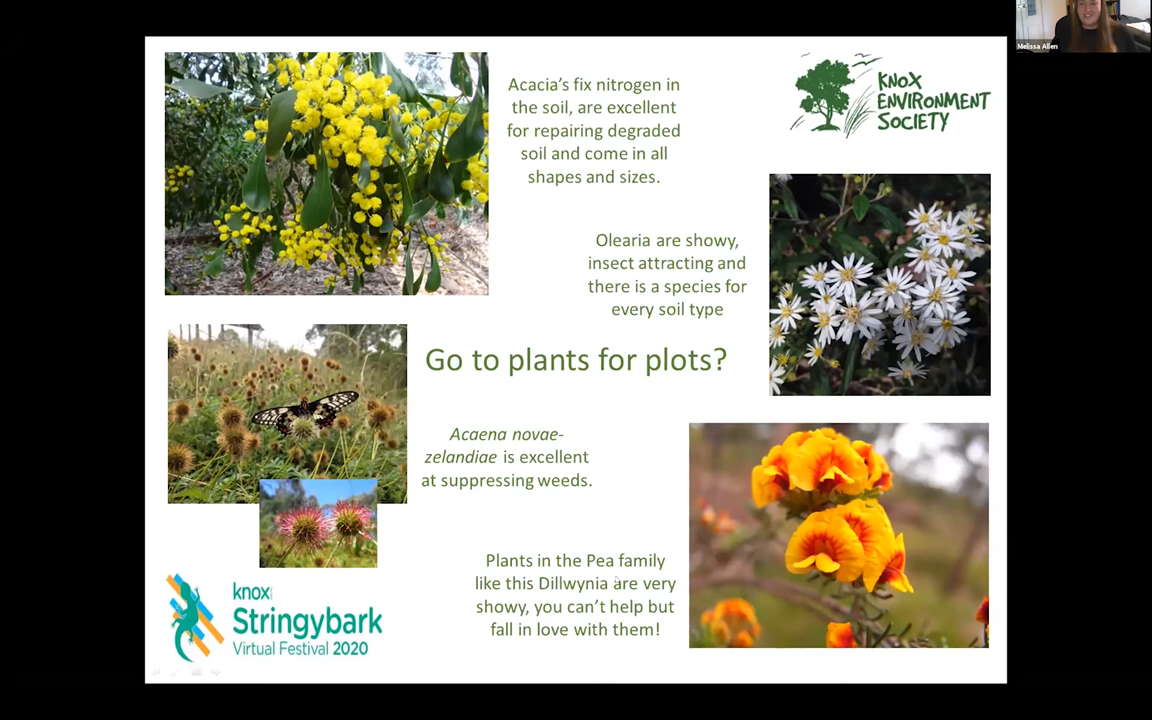 Melissa Allen
Acacia's fix nitrogen in
the soil, are excellent
for repairing degraded
soil and come in all
shapes and sizes.
KNOX
ENVIRONMENT
SOCIETY
Olearia are showy,
insect attracting and
there is a species for
every soil type
Go to plants for plots?
Acaena novae-
zelandiae is excellent
at suppressing weeds.
Plants in the Pea family
like this Dillwynia are very
showy, you can't help but
fall in love with them!
knox
Stringybark
Virtual Festival 2020